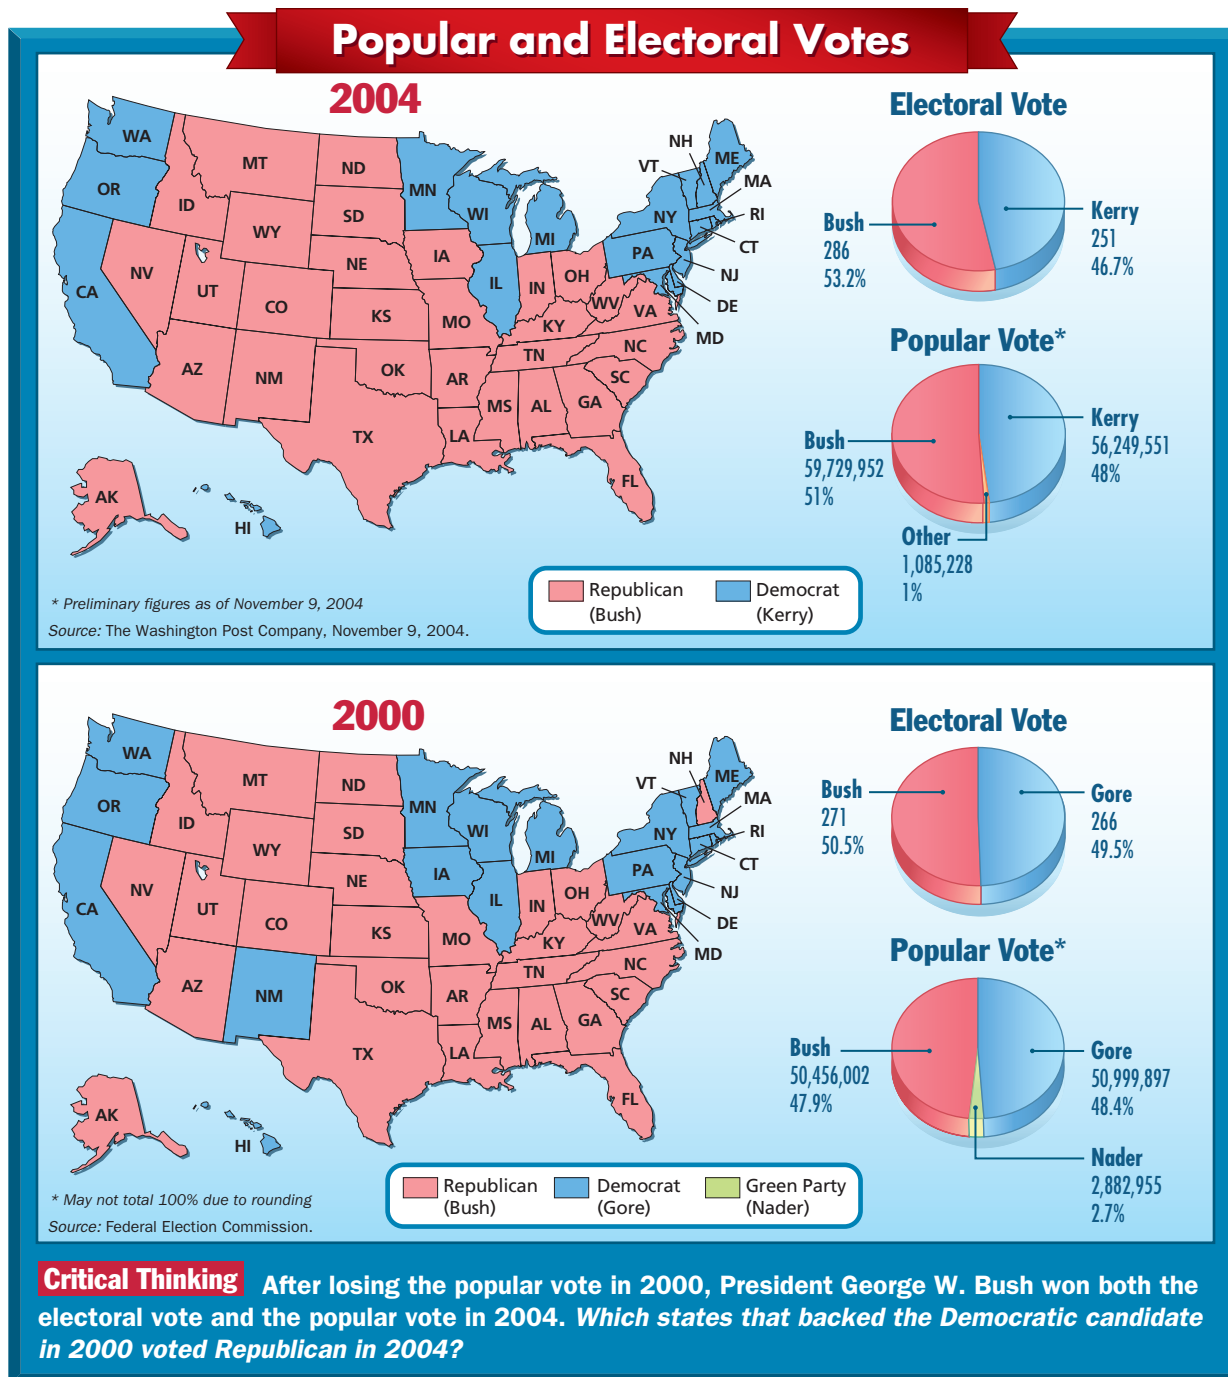 Popular and Electoral Votes
2004
WA
OR
CA
ID
NV
MT
WY
UT
AZ
CO
NM
ND
SD
NE
KS
OK
TX
MN
IA
MO
AR
LA
WI
IL
MI
IN
OH
KY
TN
MS
AL
GA
FL
SC
NC
VA
WV
PA
NY
VT
NH
ME
MA
RI
CT
NJ
DE
MD
AK
HI
Electoral Vote
Bush
286
53.2%
Kerry
251
46.7%
Popular Vote*
Bush
59,729,952
51%
Kerry
56,249,551
48%
Other
1,085,228
1%
Republican
(Bush)
Democrat
(Kerry)
* Preliminary figures as of November 9, 2004
Source: The Washington Post Company, November 9, 2004.
2000
WA
OR
CA
ID
NV
MT
WY
UT
AZ
CO
NM
ND
SD
NE
KS
OK
TX
MN
IA
MO
AR
LA
WI
IL
MI
IN
OH
KY
TN
MS
AL
GA
FL
SC
NC
VA
WV
PA
NY
VT
NH
ME
MA
RI
CT
NJ
DE
MD
AK
HI
Electoral Vote
Bush
271
50.5%
Gore
266
49.5%
Popular Vote*
Bush
50,456,002
47.9%
Gore
50,999,897
48.4%
Nader
2,882,955
2.7%
Republican
(Bush)
Democrat
(Gore)
Green Party
(Nader)
* May not total 100% due to rounding
Source: Federal Election Commission.
Critical Thinking After losing the popular vote in 2000, President George W. Bush won both the
electoral vote and the popular vote in 2004. Which states that backed the Democratic candidate
in 2000 voted Republican in 2004?